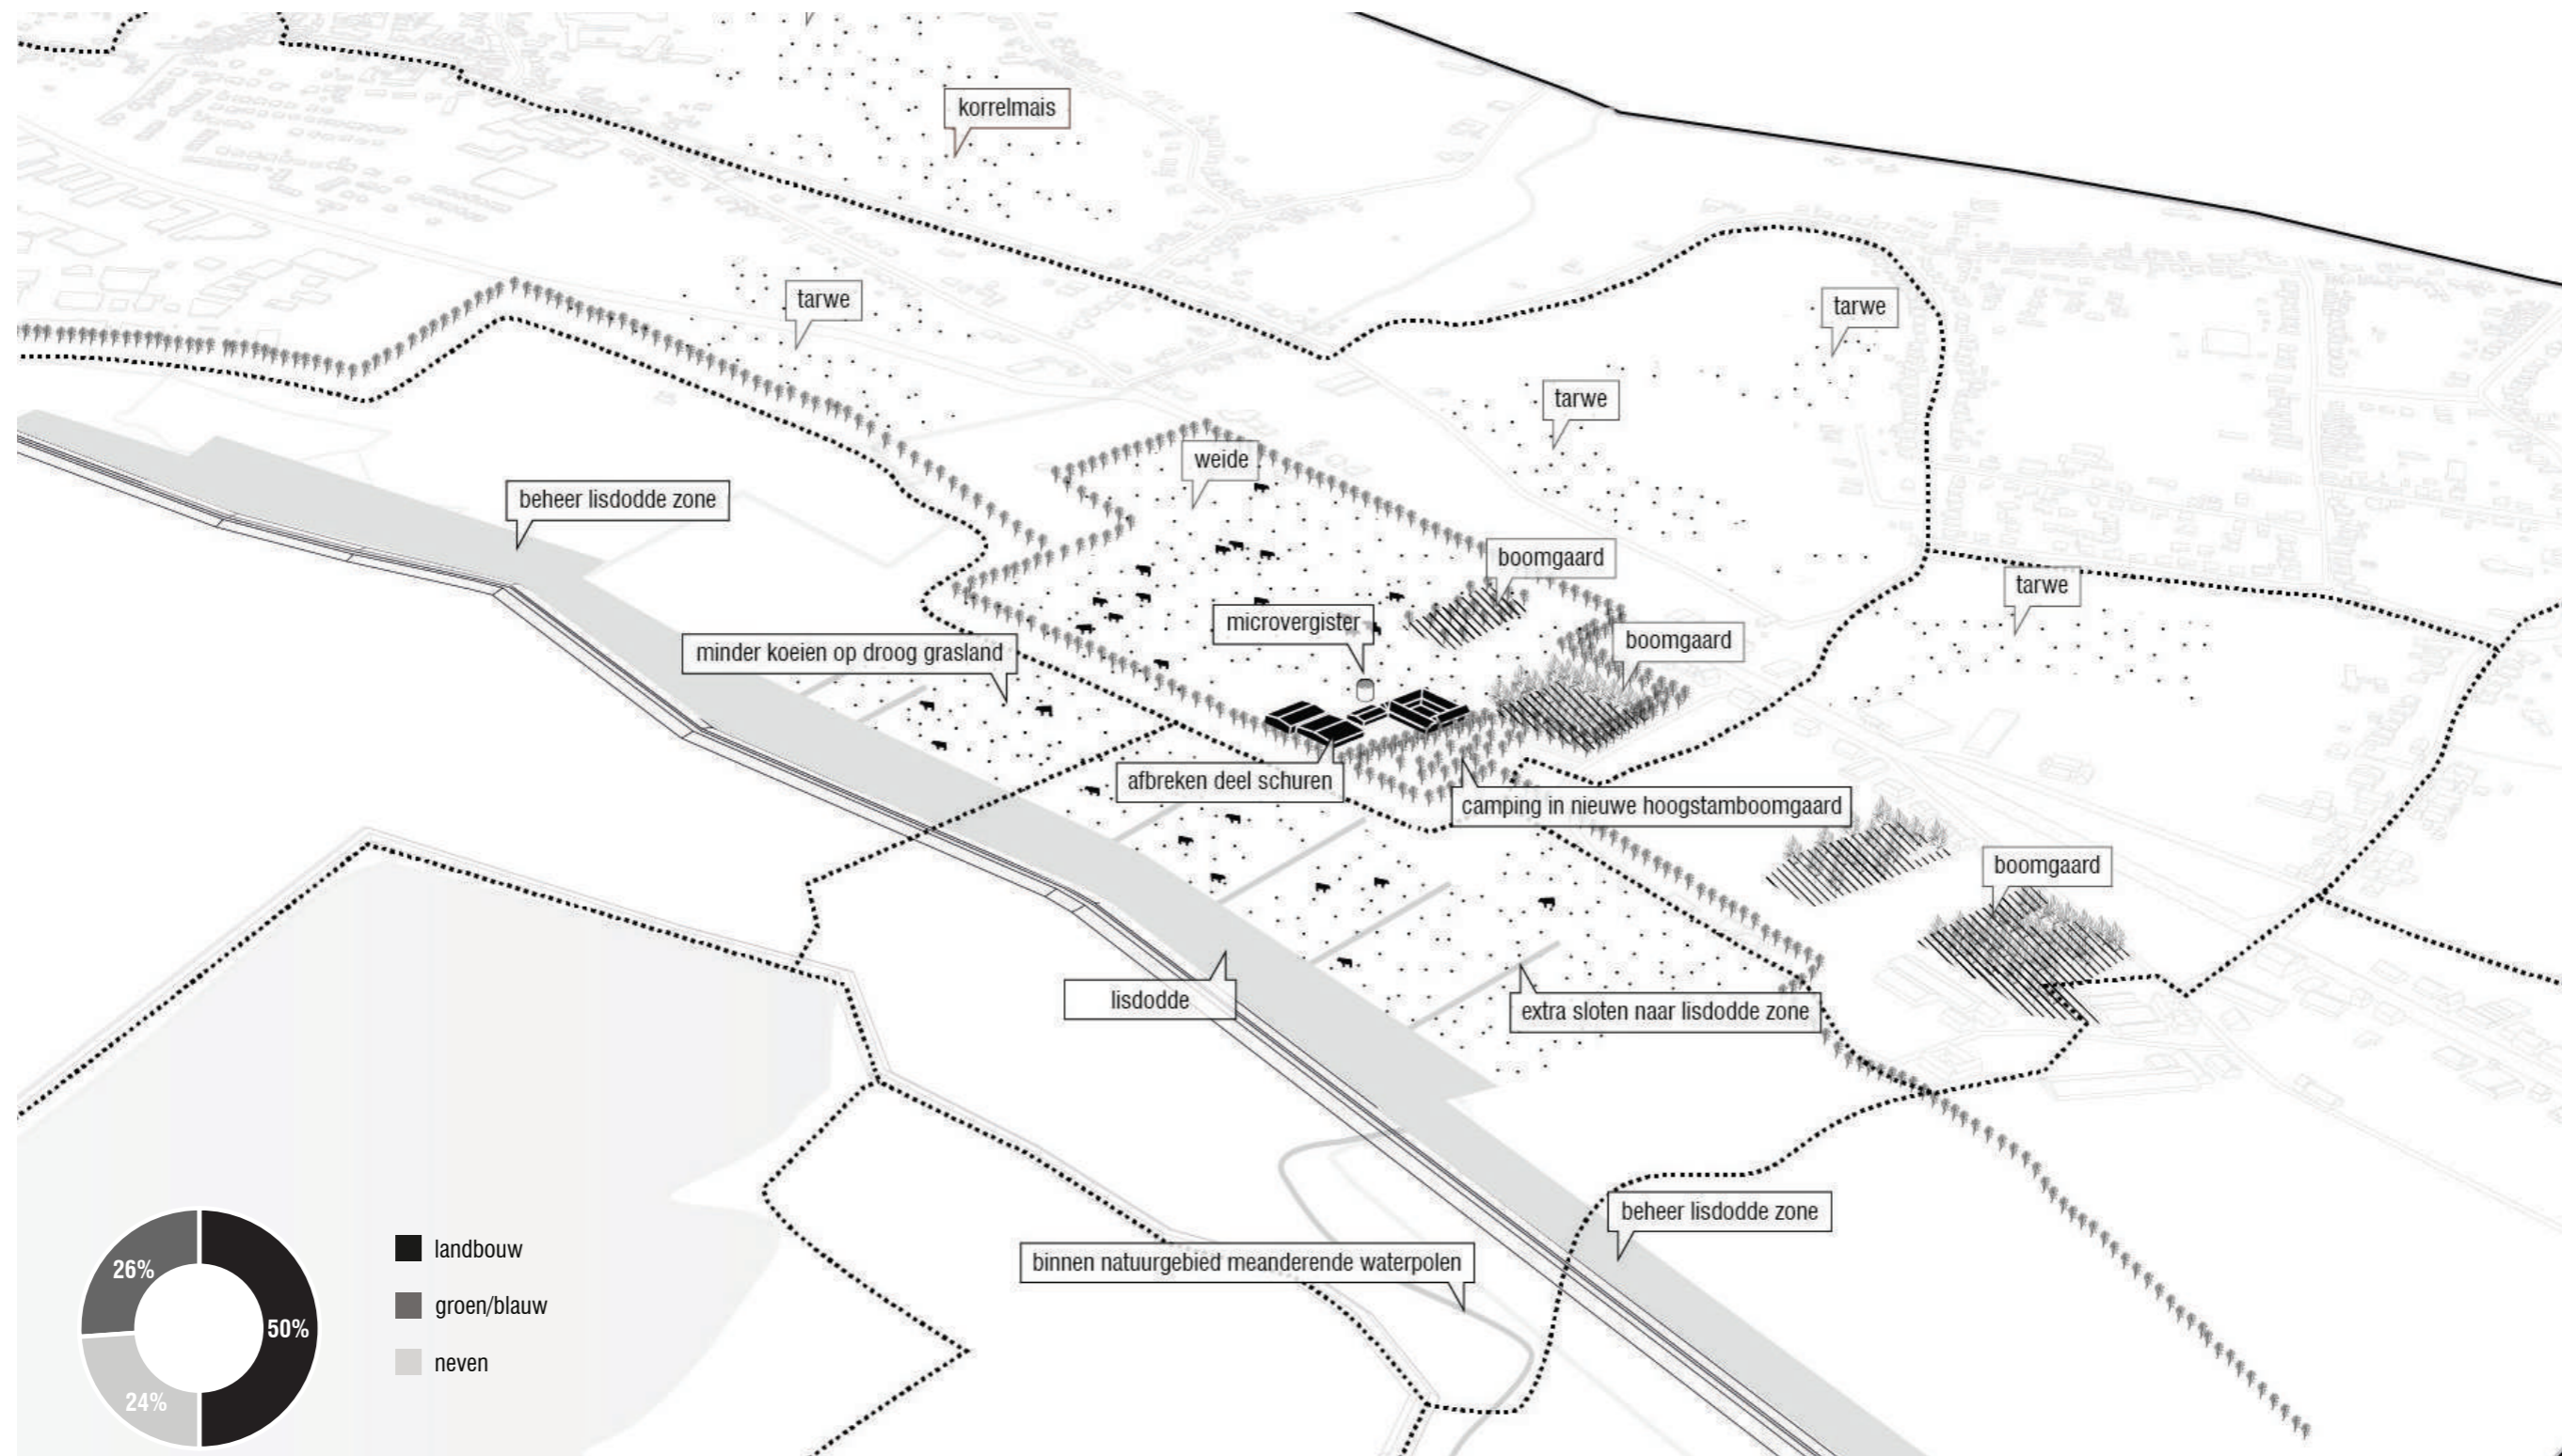 korrelmais
tarwe
tarwe
tarwe
weide
beheer lisdodde zone
boomgaard
tarwe
microvergister
minder koeien op droog grasland
boomgaard
afbreken deel schuren
camping in nieuwe hoogstamboomgaard
boomgaard
lisdodde
extra sloten naar lisdodde zone
beheer lisdodde zone
binnen natuurgebied meanderende waterpolen
26%
50%
24%
landbouw
groen/blauw
neven